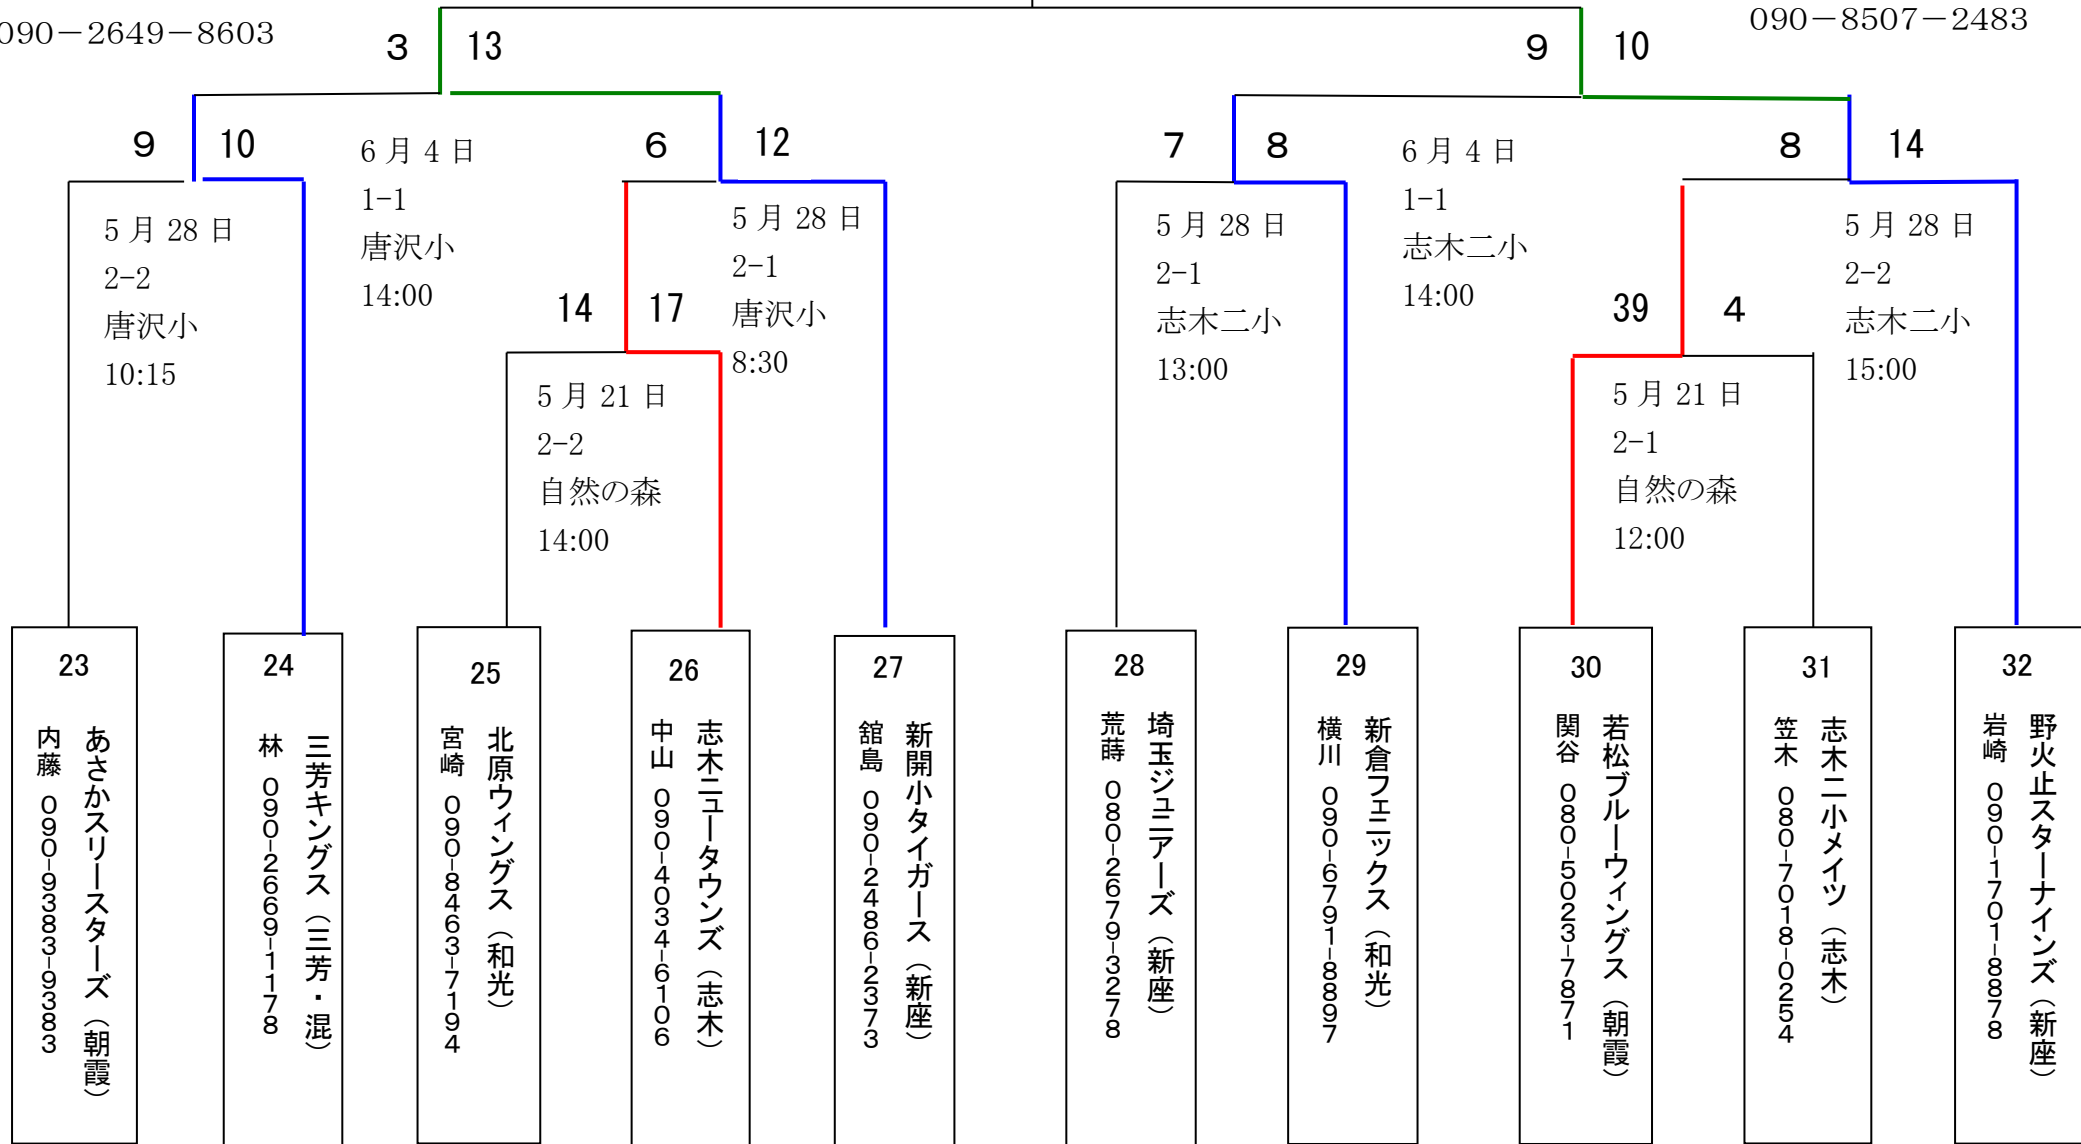 090－2649－8603
090－8507－2483
3 13
9 10
9 10
6 12
7 8
8 14
6月4日
1-1
唐沢小
14:00
6月4日
1-1
志木二小
14:00
5月28日
2-2
唐沢小
10:15
5月28日
2-1
唐沢小
8:30
5月28日
2-1
志木二小
13:00
5月28日
2-2
志木二小
15:00
14 17
39 4
5月21日
2-2
自然の森
14:00
5月21日
2-1
自然の森
12:00
23
あさかスリースターズ（朝霞）
内藤 090-9383-9383
24
三芳キングス（三芳・混）
林 090-2669-1178
25
北原ウィングス（和光）
宮崎 090-8463-7194
26
志木ニュータウンズ（志木）
中山 090-4034-6106
27
新開小タイガース（新座）
舘島 090-2486-2373
28
埼玉ジュニアーズ（新座）
荒蒔 080-2679-3278
29
新倉フェニックス（和光）
横川 090-6791-8897
30
若松ブルーウィングス（朝霞）
関谷 080-5023-7871
31
志木二小メイツ（志木）
笠木 080-7018-0254
32
野火止スターナインズ（新座）
岩崎 090-1701-8878